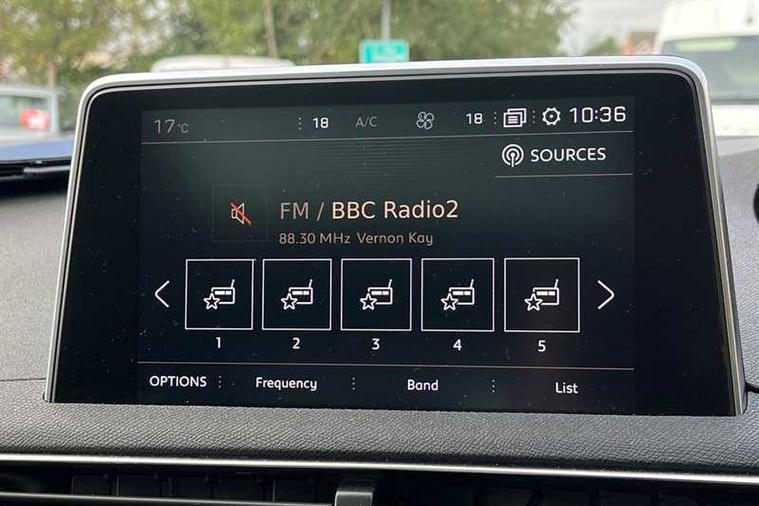 17°C 18 A/C 18 10:36
SOURCES
FM / BBC Radio2
88.30 MHz Vernon Kay
1 2 3 4 5
OPTIONS Frequency Band List